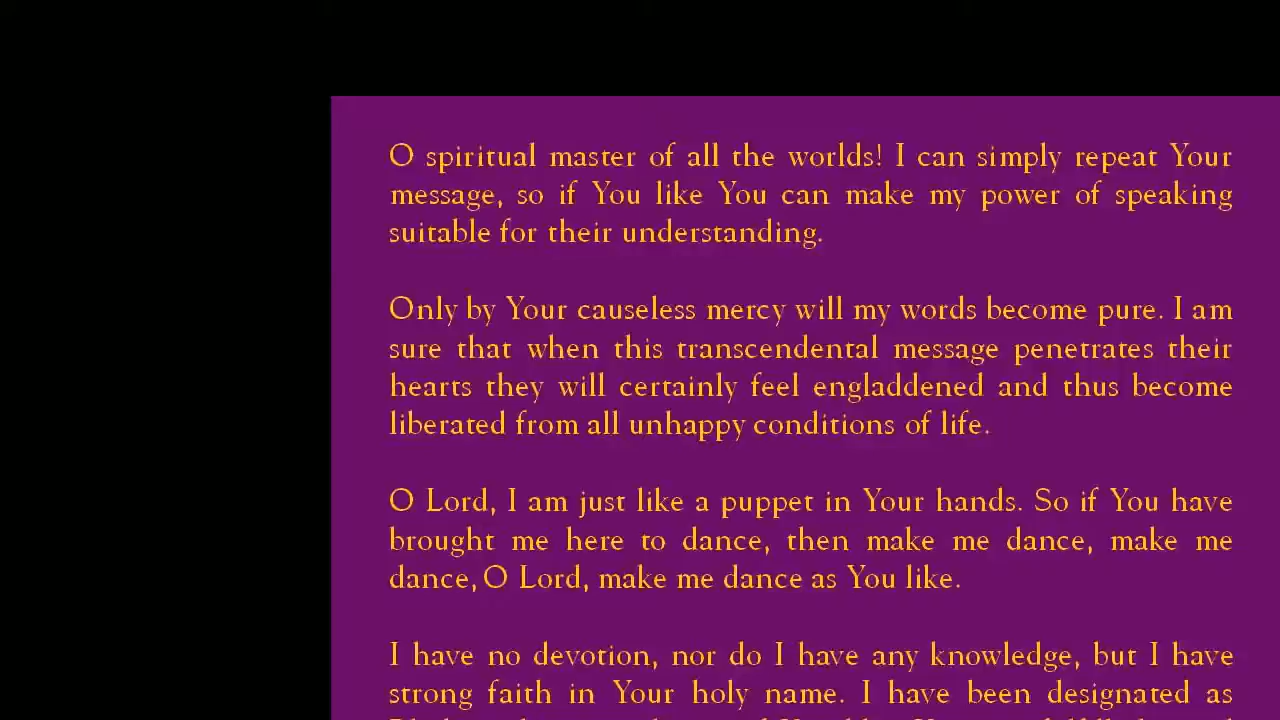 O spiritual master of all the worlds! I can simply repeat Your
message, so if You like You can make my power of speaking
suitable for their understanding.
Only by Your causeless mercy will my words become pure. I am
sure that when this transcendental message penetrates their
hearts they will certainly feel engladdened and thus become
liberated from all unhappy conditions of life.
O Lord, I am just like a puppet in Your hands. So if You have
brought me here to dance, then make me dance, make me
dance, O Lord, make me dance as You like.
I have no devotion, nor do I have any knowledge, but I have
strong faith in Your holy name. I have been designated as